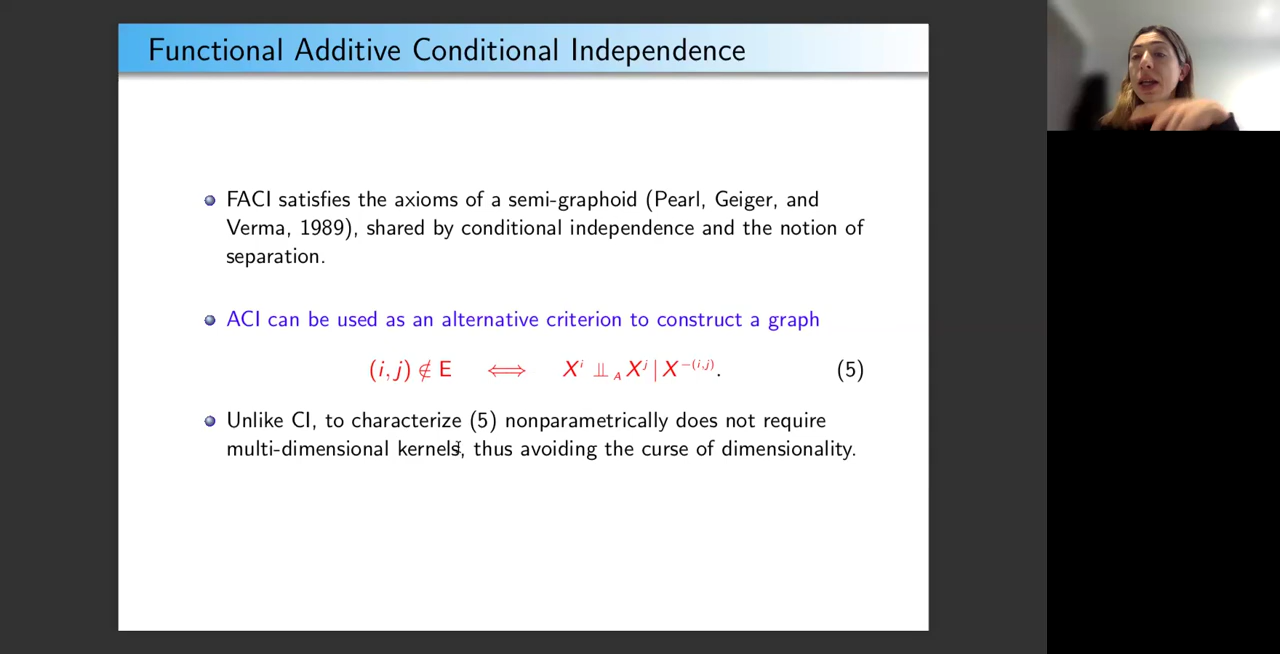 Functional Additive Conditional Independence
FACI satisfies the axioms of a semi-graphoid (Pearl, Geiger, and
Verma, 1989), shared by conditional independence and the notion of
separation.
ACI can be used as an alternative criterion to construct a graph
(i, j) ∉ E ⟺ Xⁱ ⫫_A Xʲ | X^{−(i,j)}. (5)
Unlike CI, to characterize (5) nonparametrically does not require
multi-dimensional kernels, thus avoiding the curse of dimensionality.